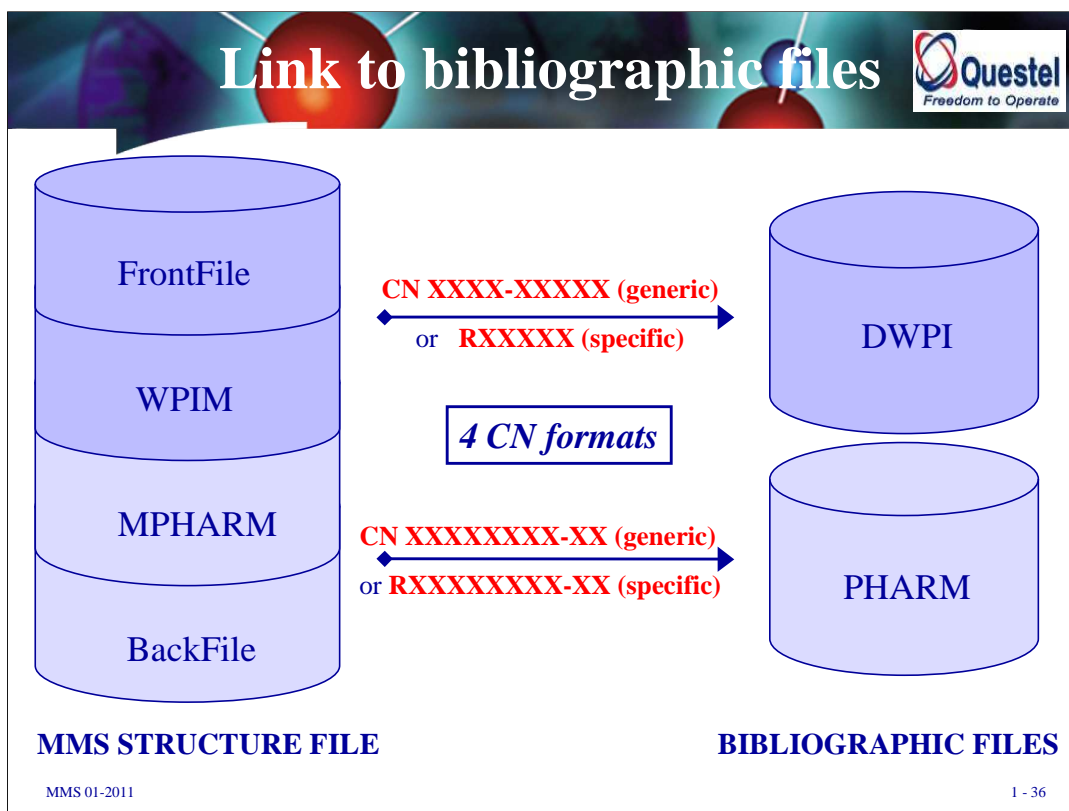 Link to bibliographic files
Questel
Freedom to Operate
FrontFile
WPIM
MPHARM
BackFile
CN XXXX-XXXXX (generic)
or RXXXXX (specific)
4 CN formats
CN XXXXXXXX-XX (generic)
or RXXXXXXXX-XX (specific)
DWPI
PHARM
MMS STRUCTURE FILE
BIBLIOGRAPHIC FILES
MMS 01-2011
1 - 36